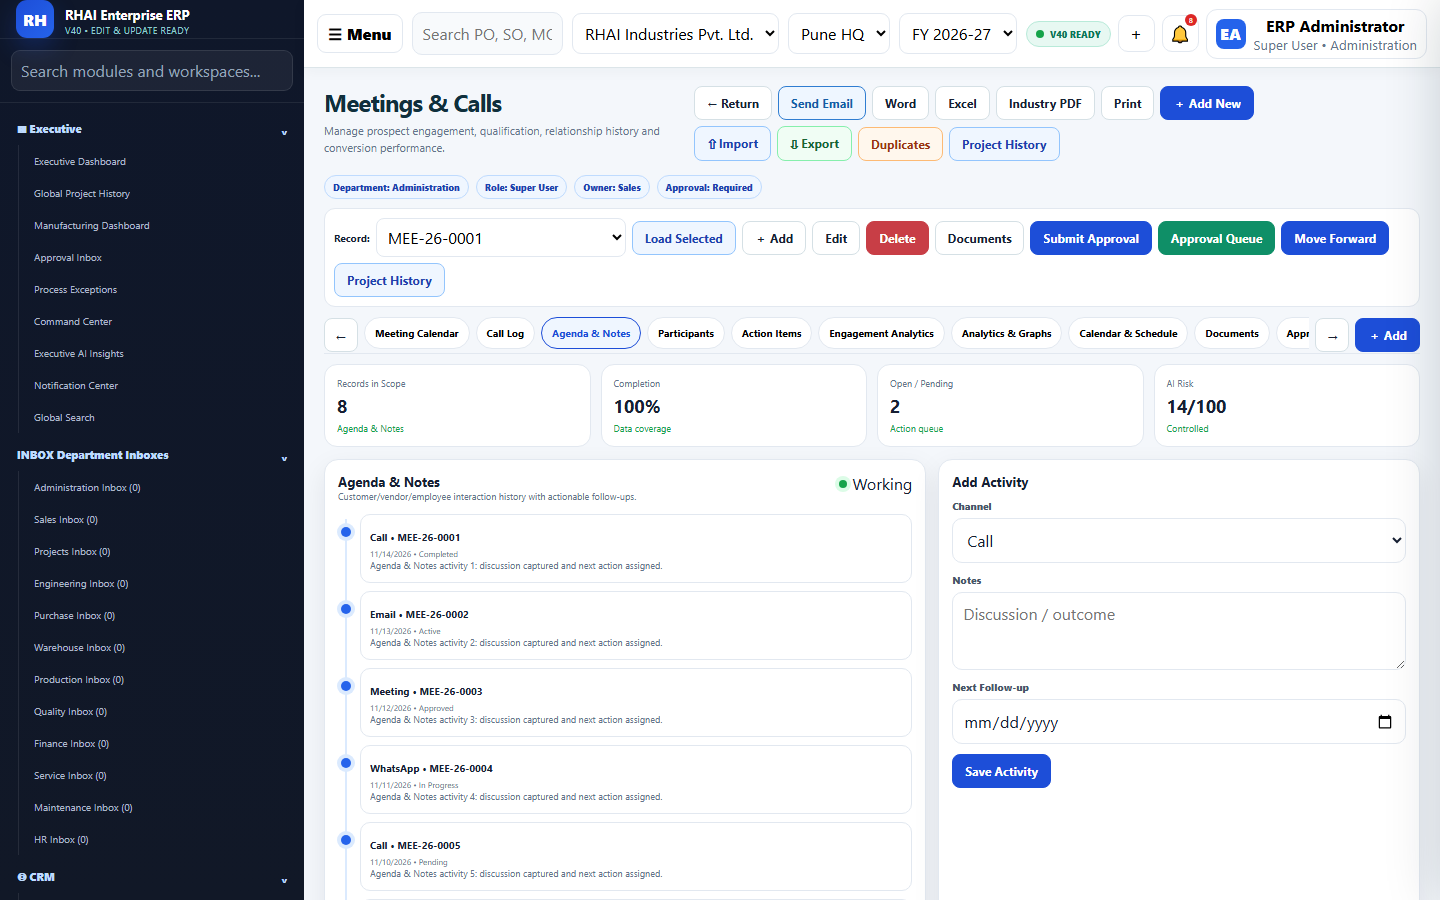 RH
RHAI Enterprise ERP
V40 • EDIT & UPDATE READY
Search modules and workspaces...
Executive
Executive Dashboard
Global Project History
Manufacturing Dashboard
Approval Inbox
Process Exceptions
Command Center
Executive AI Insights
Notification Center
Global Search
INBOX Department Inboxes
Administration Inbox (0)
Sales Inbox (0)
Projects Inbox (0)
Engineering Inbox (0)
Purchase Inbox (0)
Warehouse Inbox (0)
Production Inbox (0)
Quality Inbox (0)
Finance Inbox (0)
Service Inbox (0)
Maintenance Inbox (0)
HR Inbox (0)
CRM
☰ Menu
Search PO, SO, MC
RHAI Industries Pvt. Ltd.
Pune HQ
FY 2026-27
V40 READY
+
8
EA
ERP Administrator
Super User • Administration
Meetings & Calls
Manage prospect engagement, qualification, relationship history and
conversion performance.
← Return
Send Email
Word
Excel
Industry PDF
Print
+ Add New
⇧ Import
⇩ Export
Duplicates
Project History
Department: Administration
Role: Super User
Owner: Sales
Approval: Required
Record:
MEE-26-0001
Load Selected
+ Add
Edit
Delete
Documents
Submit Approval
Approval Queue
Move Forward
Project History
←
Meeting Calendar
Call Log
Agenda & Notes
Participants
Action Items
Engagement Analytics
Analytics & Graphs
Calendar & Schedule
Documents
Appr
→
+ Add
Records in Scope
8
Agenda & Notes
Completion
100%
Data coverage
Open / Pending
2
Action queue
AI Risk
14/100
Controlled
Agenda & Notes
Customer/vendor/employee interaction history with actionable follow-ups.
Working
Call • MEE-26-0001
11/14/2026 • Completed
Agenda & Notes activity 1: discussion captured and next action assigned.
Email • MEE-26-0002
11/13/2026 • Active
Agenda & Notes activity 2: discussion captured and next action assigned.
Meeting • MEE-26-0003
11/12/2026 • Approved
Agenda & Notes activity 3: discussion captured and next action assigned.
WhatsApp • MEE-26-0004
11/11/2026 • In Progress
Agenda & Notes activity 4: discussion captured and next action assigned.
Call • MEE-26-0005
11/10/2026 • Pending
Agenda & Notes activity 5: discussion captured and next action assigned.
Add Activity
Channel
Call
Notes
Discussion / outcome
Next Follow-up
mm/dd/yyyy
Save Activity